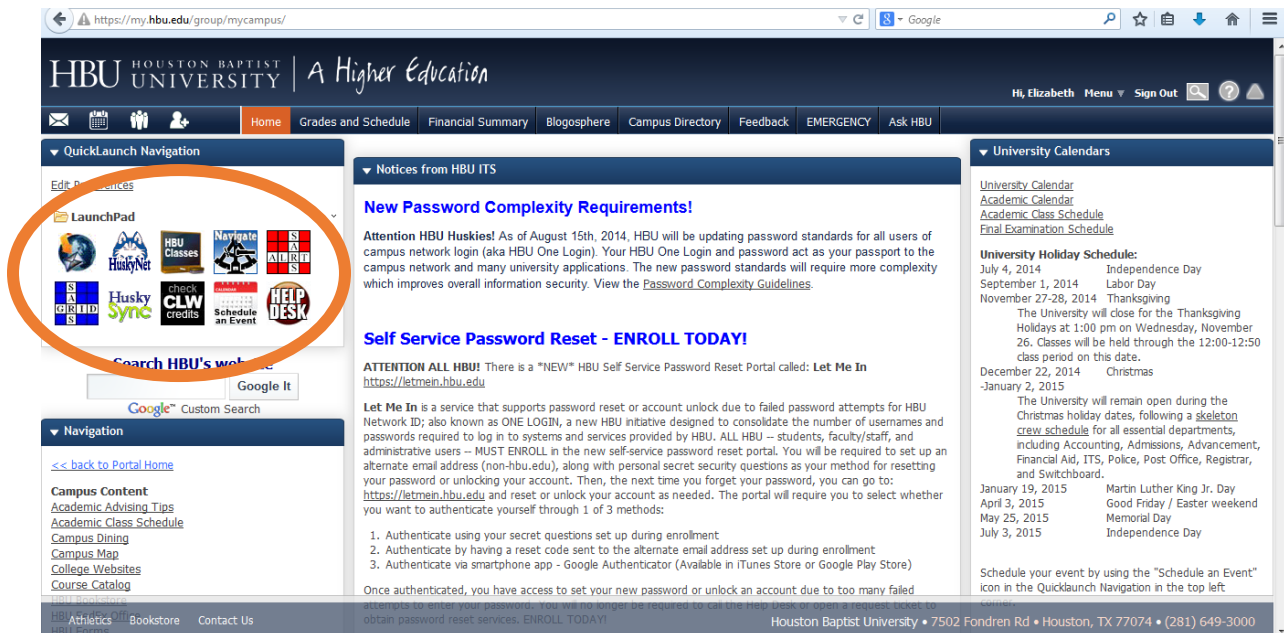 https://my.hbu.edu/group/mycampus/
Google
HBU HOUSTON BAPTIST UNIVERSITY A Higher Education
Hi, Elizabeth Menu Sign Out
Home Grades and Schedule Financial Summary Blogosphere Campus Directory Feedback EMERGENCY Ask HBU
QuickLaunch Navigation
Edit Preferences
LaunchPad
HuskyNet
HBU Classes
Navigate
SARS ALRT
SARS GRID
Husky Sync
check CLW credits
CALENDAR Schedule an Event
HELP DESK
Search HBU's website
Google It
Google™ Custom Search
Navigation
<< back to Portal Home
Campus Content
Academic Advising Tips
Academic Class Schedule
Campus Dining
Campus Map
College Websites
Course Catalog
HBU Bookstore
HBU FedEx Office
HBU Forms
Notices from HBU ITS
New Password Complexity Requirements!
Attention HBU Huskies! As of August 15th, 2014, HBU will be updating password standards for all users of
campus network login (aka HBU One Login). Your HBU One Login and password act as your passport to the
campus network and many university applications. The new password standards will require more complexity
which improves overall information security. View the Password Complexity Guidelines.
Self Service Password Reset - ENROLL TODAY!
ATTENTION ALL HBU! There is a *NEW* HBU Self Service Password Reset Portal called: Let Me In
https://letmein.hbu.edu
Let Me In is a service that supports password reset or account unlock due to failed password attempts for HBU
Network ID; also known as ONE LOGIN, a new HBU initiative designed to consolidate the number of usernames and
passwords required to log in to systems and services provided by HBU. ALL HBU -- students, faculty/staff, and
administrative users -- MUST ENROLL in the new self-service password reset portal. You will be required to set up an
alternate email address (non-hbu.edu), along with personal secret security questions as your method for resetting
your password or unlocking your account. Then, the next time you forget your password, you can go to:
https://letmein.hbu.edu and reset or unlock your account as needed. The portal will require you to select whether
you want to authenticate yourself through 1 of 3 methods:
1. Authenticate using your secret questions set up during enrollment
2. Authenticate by having a reset code sent to the alternate email address set up during enrollment
3. Authenticate via smartphone app - Google Authenticator (Available in iTunes Store or Google Play Store)
Once authenticated, you have access to set your new password or unlock an account due to too many failed
attempts to enter your password. You will no longer be required to call the Help Desk or open a request ticket to
obtain password reset services. ENROLL TODAY!
University Calendars
University Calendar
Academic Calendar
Academic Class Schedule
Final Examination Schedule
University Holiday Schedule:
July 4, 2014 Independence Day
September 1, 2014 Labor Day
November 27-28, 2014 Thanksgiving
The University will close for the Thanksgiving
Holidays at 1:00 pm on Wednesday, November
26. Classes will be held through the 12:00-12:50
class period on this date.
December 22, 2014 Christmas
-January 2, 2015
The University will remain open during the
Christmas holiday dates, following a skeleton
crew schedule for all essential departments,
including Accounting, Admissions, Advancement,
Financial Aid, ITS, Police, Post Office, Registrar,
and Switchboard.
January 19, 2015 Martin Luther King Jr. Day
April 3, 2015 Good Friday / Easter weekend
May 25, 2015 Memorial Day
July 3, 2015 Independence Day
Schedule your event by using the "Schedule an Event"
icon in the Quicklaunch Navigation in the top left
corner.
Athletics Bookstore Contact Us
Houston Baptist University • 7502 Fondren Rd • Houston, TX 77074 • (281) 649-3000